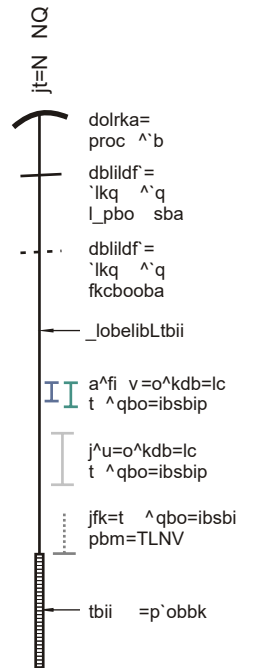 jt=N NQ
dolrka=
proc ^`b
dblildf`=
`lkq ^`q
l_pbo sba
dblildf`=
`lkq ^`q
fkcbooba
_lobelibLtbii
a^fi v=o^kdb=lc
t ^qbo=ibsbip
j^u=o^kdb=lc
t ^qbo=ibsbip
jfk=t ^qbo=ibsbi
pbm=TLNV
tbii =p`obbk